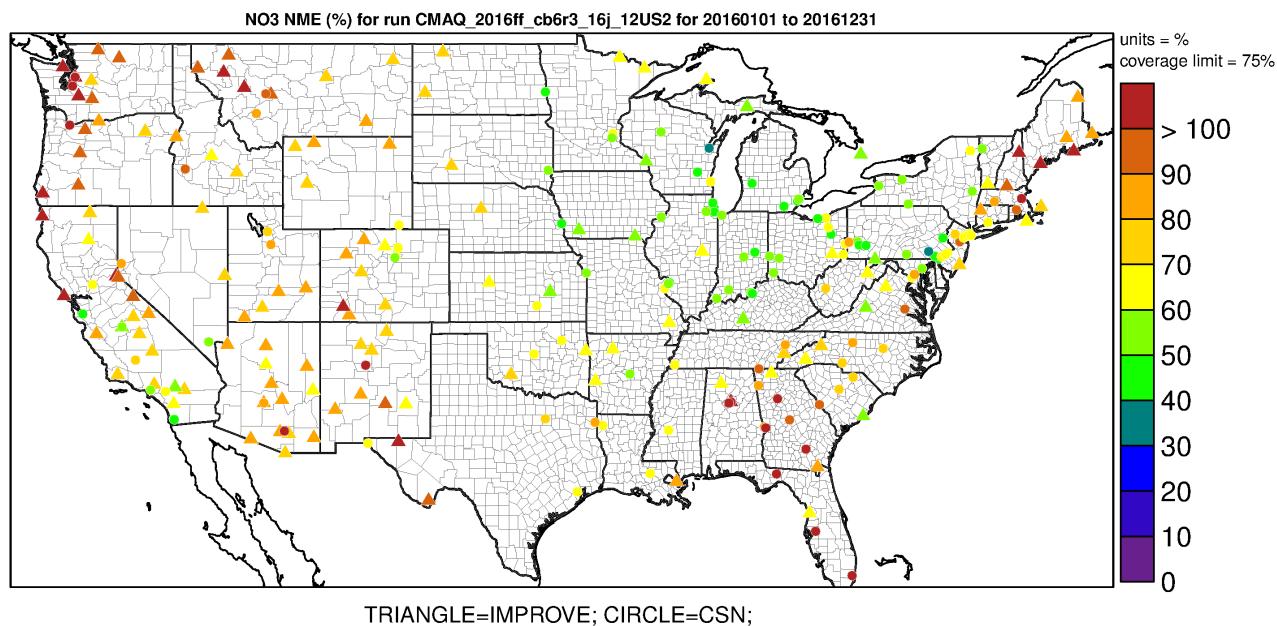 NO3 NME (%) for run CMAQ_2016ff_cb6r3_16j_12US2 for 20160101 to 20161231
units = %
coverage limit = 75%
> 100
90
80
70
60
50
40
30
20
10
0
TRIANGLE=IMPROVE; CIRCLE=CSN;